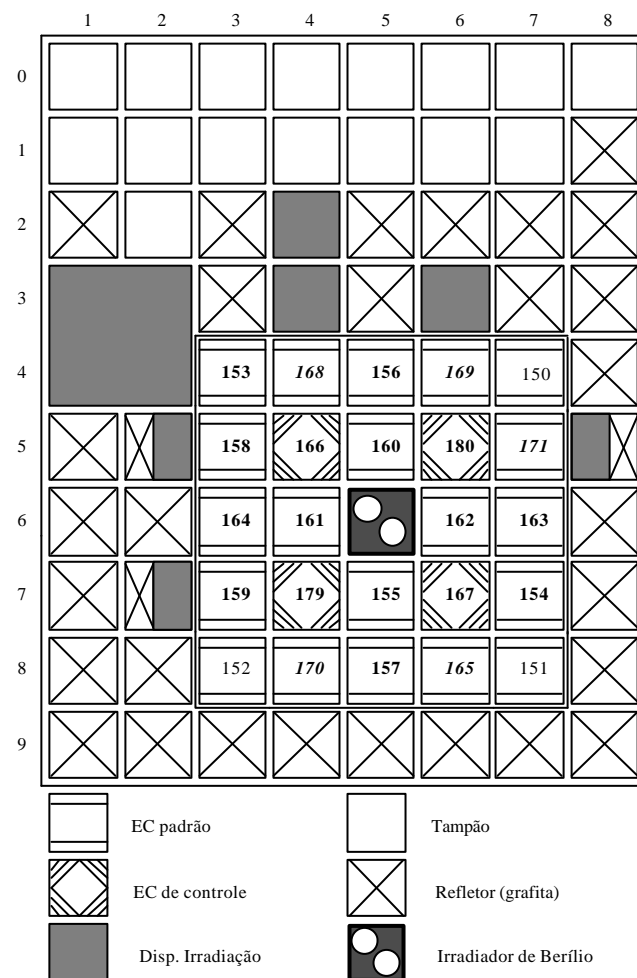 1 2 3 4 5 6 7 8
0
1
2
3
4 153 168 156 169 150
5 158 166 160 180 171
6 164 161 162 163
7 159 179 155 167 154
8 152 170 157 165 151
9
EC padrão Tampão
EC de controle Refletor (grafita)
Disp. Irradiação Irradiador de Berílio